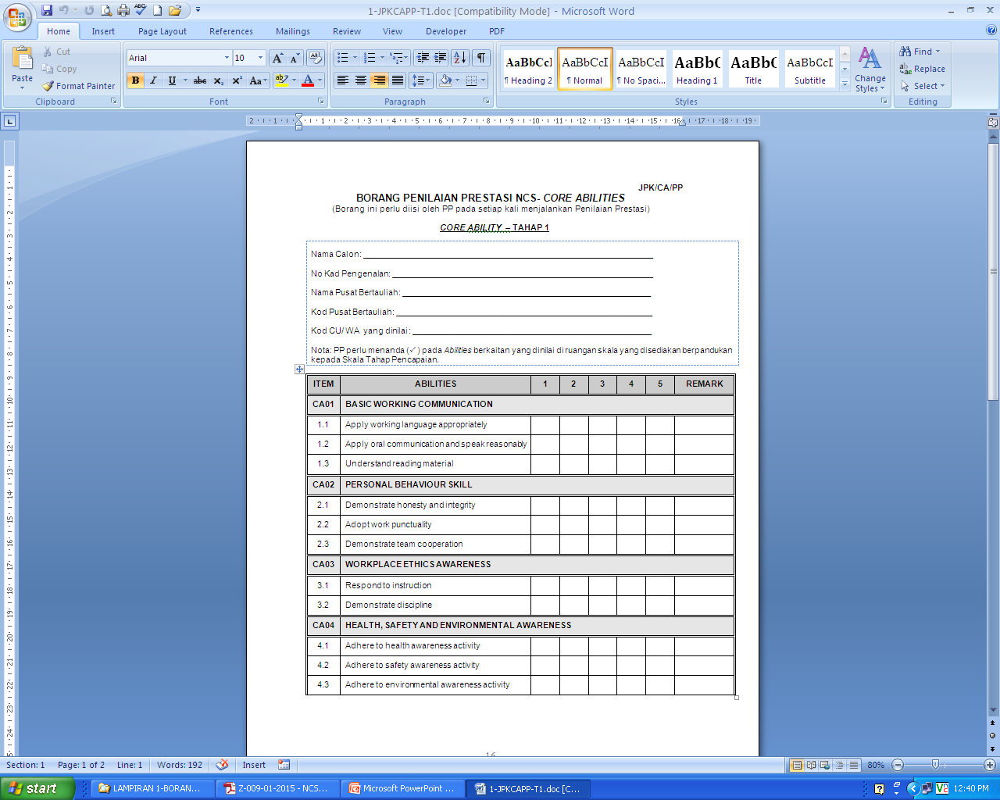 1-JPKCAPP-T1.doc [Compatibility Mode] - Microsoft Word
Home Insert Page Layout References Mailings Review View Developer PDF
Paste
Cut
Copy
Format Painter
Clipboard
Arial 10
Font
Paragraph
AaBbCcI AaBbCcI AaBbCcI AaBbC AaBbC AaBbCcI
¶ Heading 2 ¶ Normal ¶ No Spaci... Heading 1 Title Subtitle
Change Styles
Styles
Find
Replace
Select
Editing
JPK/CA/PP
BORANG PENILAIAN PRESTASI NCS- CORE ABILITIES
(Borang ini perlu diisi oleh PP pada setiap kali menjalankan Penilaian Prestasi)
CORE ABILITY – TAHAP 1
Nama Calon:
No Kad Pengenalan:
Nama Pusat Bertauliah:
Kod Pusat Bertauliah:
Kod CU/ WA yang dinilai :
Nota: PP perlu menanda (✓) pada Abilities berkaitan yang dinilai di ruangan skala yang disediakan berpandukan
kepada Skala Tahap Pencapaian.
ITEM ABILITIES 1 2 3 4 5 REMARK
CA01 BASIC WORKING COMMUNICATION
1.1 Apply working language appropriately
1.2 Apply oral communication and speak reasonably
1.3 Understand reading material
CA02 PERSONAL BEHAVIOUR SKILL
2.1 Demonstrate honesty and integrity
2.2 Adopt work punctuality
2.3 Demonstrate team cooperation
CA03 WORKPLACE ETHICS AWARENESS
3.1 Respond to instruction
3.2 Demonstrate discipline
CA04 HEALTH, SAFETY AND ENVIRONMENTAL AWARENESS
4.1 Adhere to health awareness activity
4.2 Adhere to safety awareness activity
4.3 Adhere to environmental awareness activity
16
Section: 1 Page: 1 of 2 Line: 1 Words: 192 Insert 80%
start LAMPIRAN 1-BORAN... Z-009-01-2015 - NCS... Microsoft PowerPoint ... 1-JPKCAPP-T1.doc [C... 12:40 PM